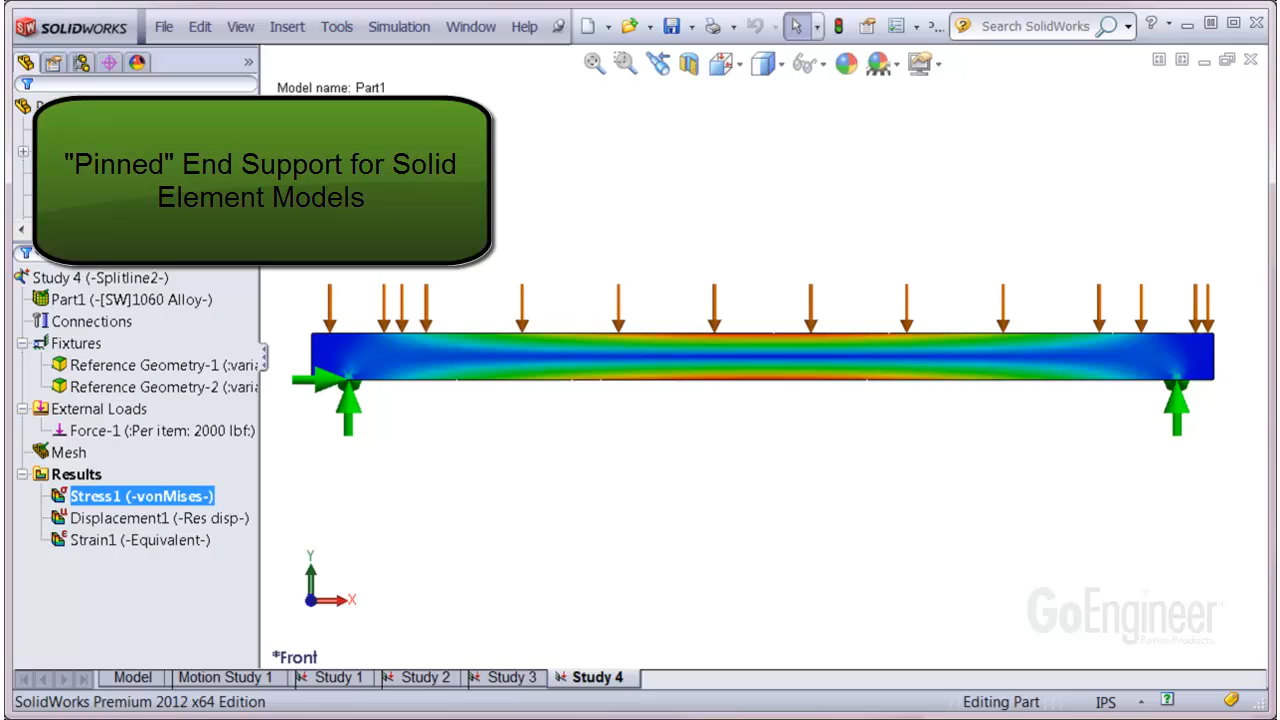 SOLIDWORKS File Edit View Insert Tools Simulation Window Help ... Search SolidWorks ?
»
Model name: Part1
"Pinned" End Support for Solid
Element Models
Study 4 (-Splitline2-)
Part1 (-[SW]1060 Alloy-)
Connections
Fixtures
Reference Geometry-1 (:varia
Reference Geometry-2 (:varia
External Loads
Force-1 (:Per item: 2000 lbf:)
Mesh
Results
Stress1 (-vonMises-)
Displacement1 (-Res disp-)
Strain1 (-Equivalent-)
Y
X
GoEngineer
*Front
Model Motion Study 1 Study 1 Study 2 Study 3 Study 4
SolidWorks Premium 2012 x64 Edition Editing Part IPS ?